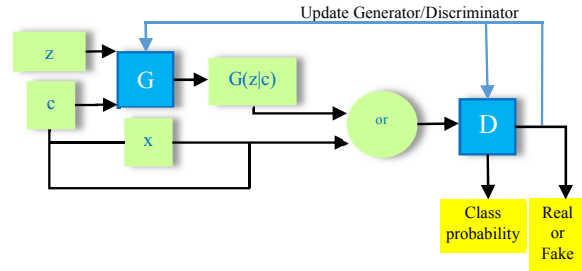 Update Generator/Discriminator
z
G
G(z|c)
c
or
D
x
Class
probability
Real
or
Fake